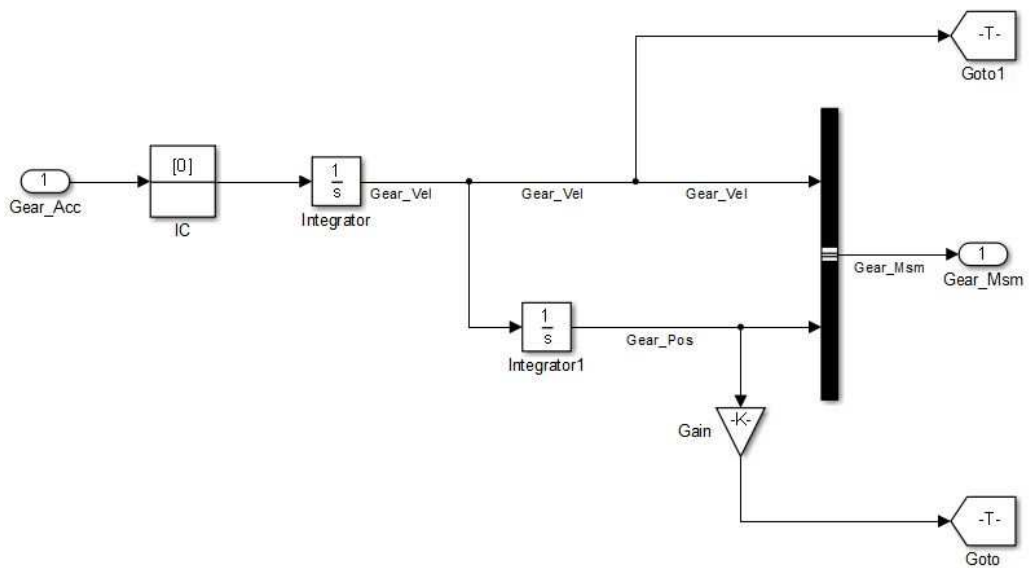 -T-
Goto1
[0]
1
Gear_Acc
IC
1
s
Integrator
Gear_Vel
Gear_Vel
Gear_Vel
Gear_Msm
1
Gear_Msm
1
s
Integrator1
Gear_Pos
-K-
Gain
-T-
Goto